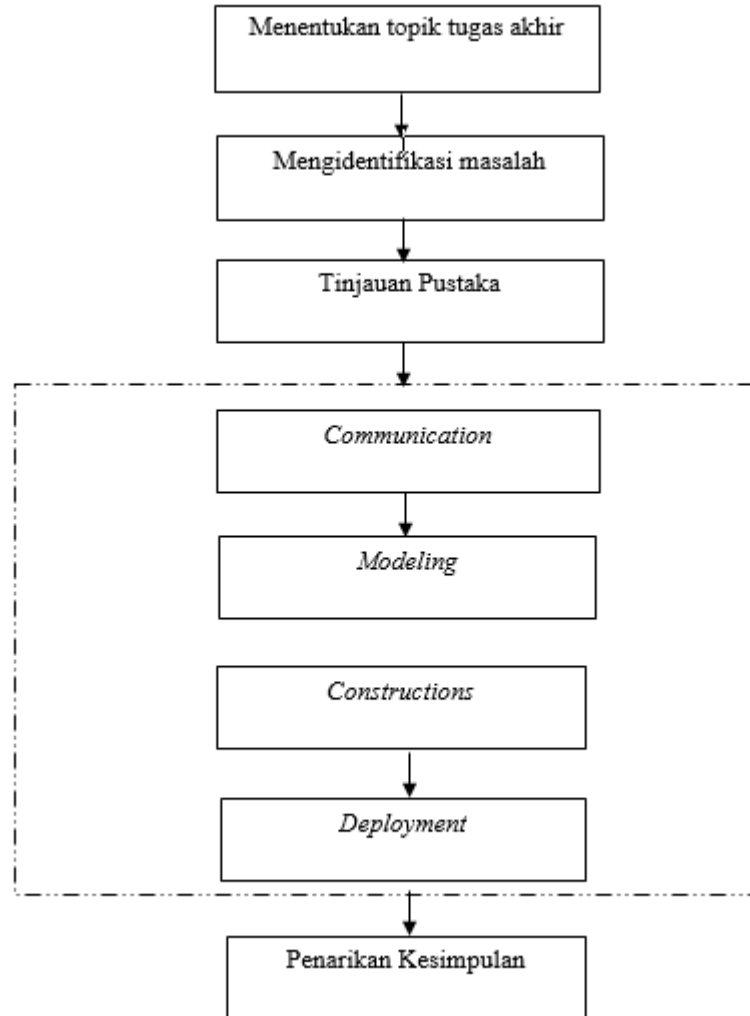 Menentukan topik tugas akhir
Mengidentifikasi masalah
Tinjauan Pustaka
Communication
Modeling
Constructions
Deployment
Penarikan Kesimpulan